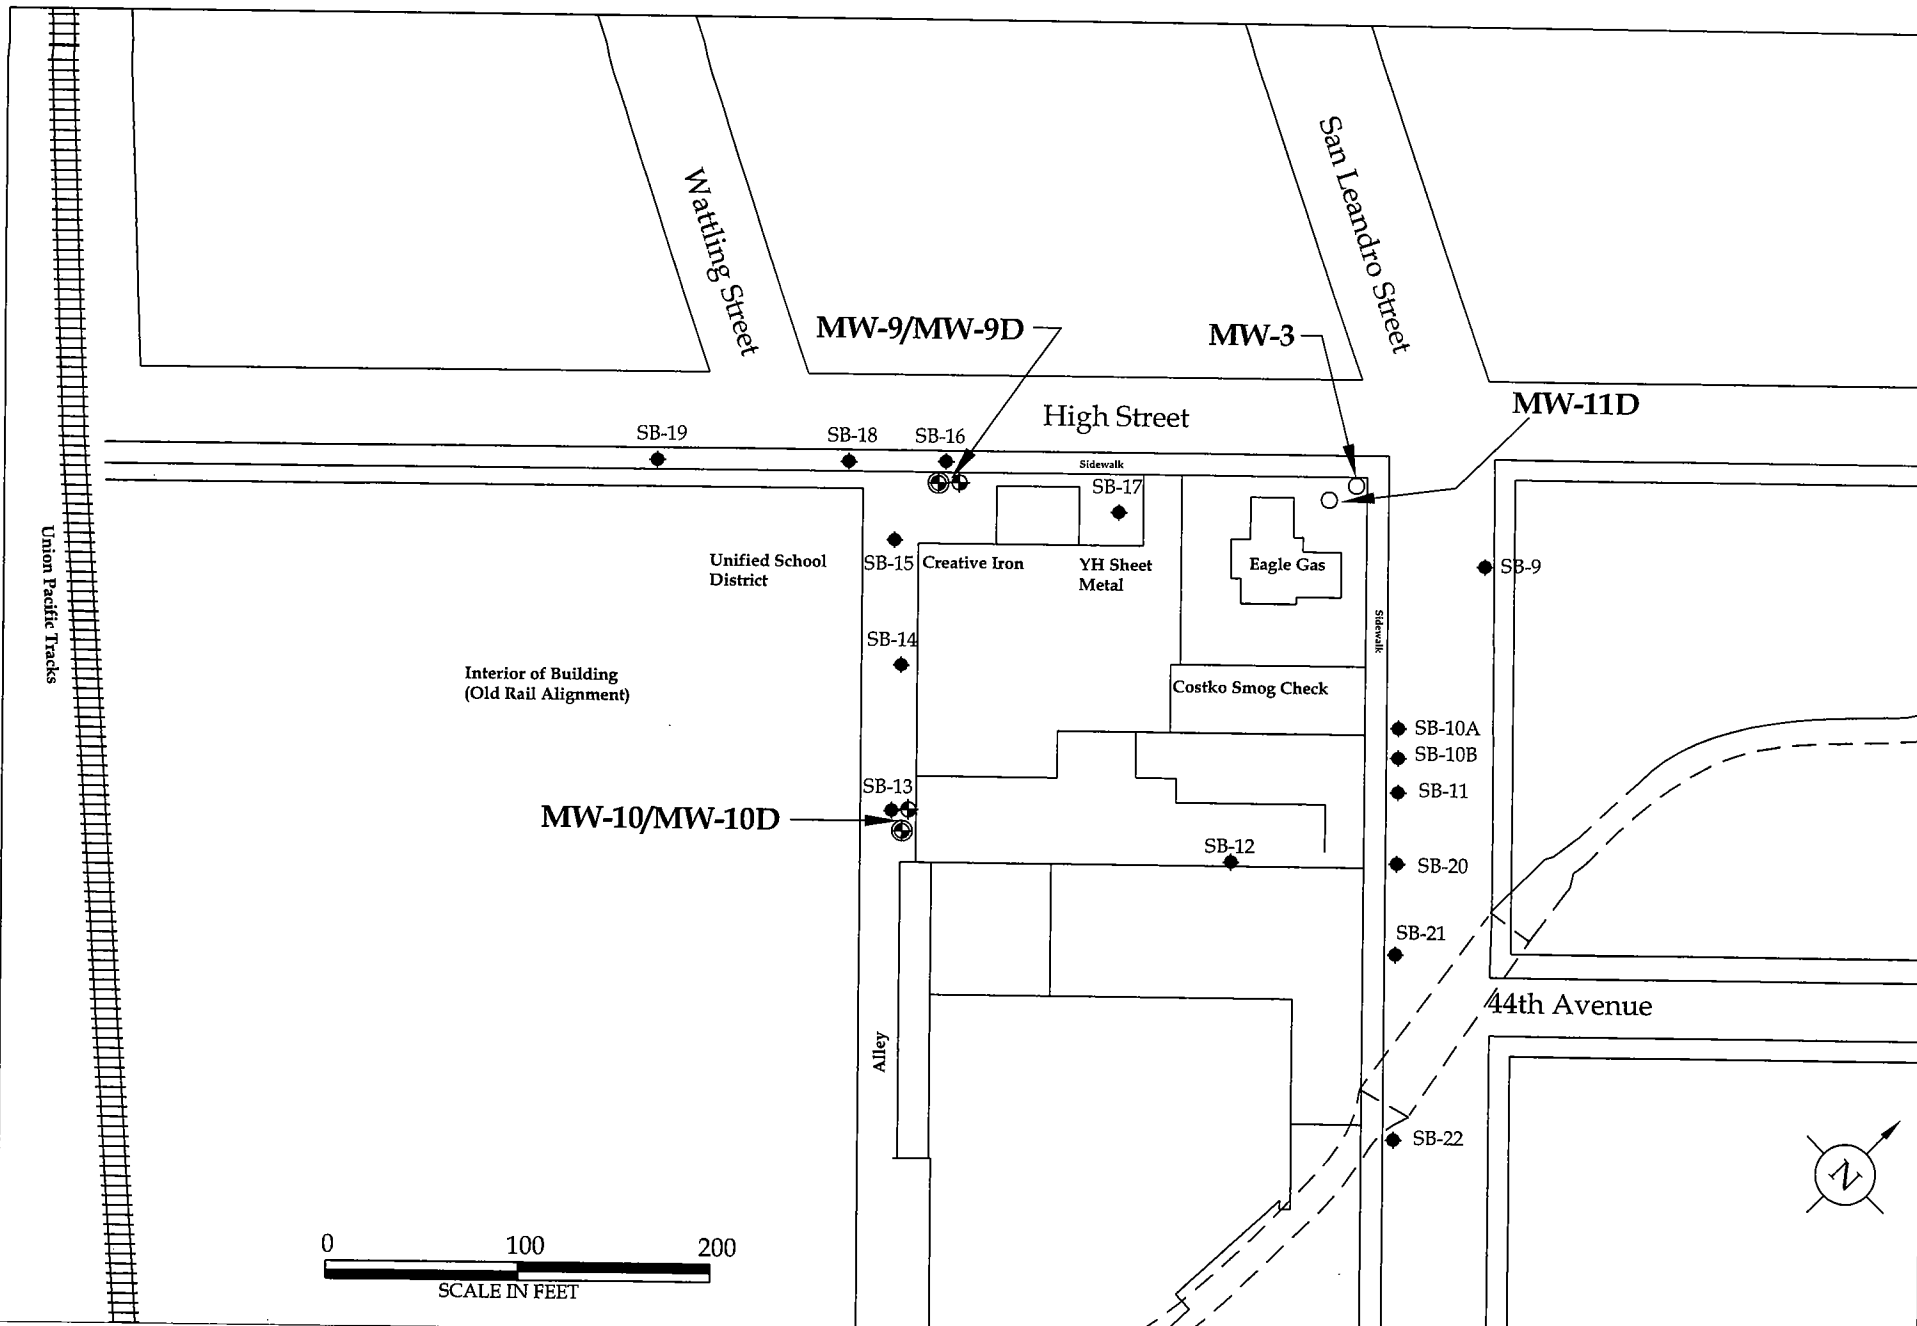 San Leandro Street
Wattling Street
MW-9/MW-9D
MW-3
MW-11D
High Street
SB-19
SB-18
SB-16
Sidewalk
SB-17
Union Pacific Tracks
Unified School
District
SB-15
Creative Iron
YH Sheet
Metal
Eagle Gas
SB-9
Sidewalk
SB-14
Interior of Building
(Old Rail Alignment)
Costko Smog Check
SB-10A
SB-10B
SB-11
SB-13
MW-10/MW-10D
SB-12
SB-20
SB-21
44th Avenue
Alley
SB-22
N
0 100 200
SCALE IN FEET